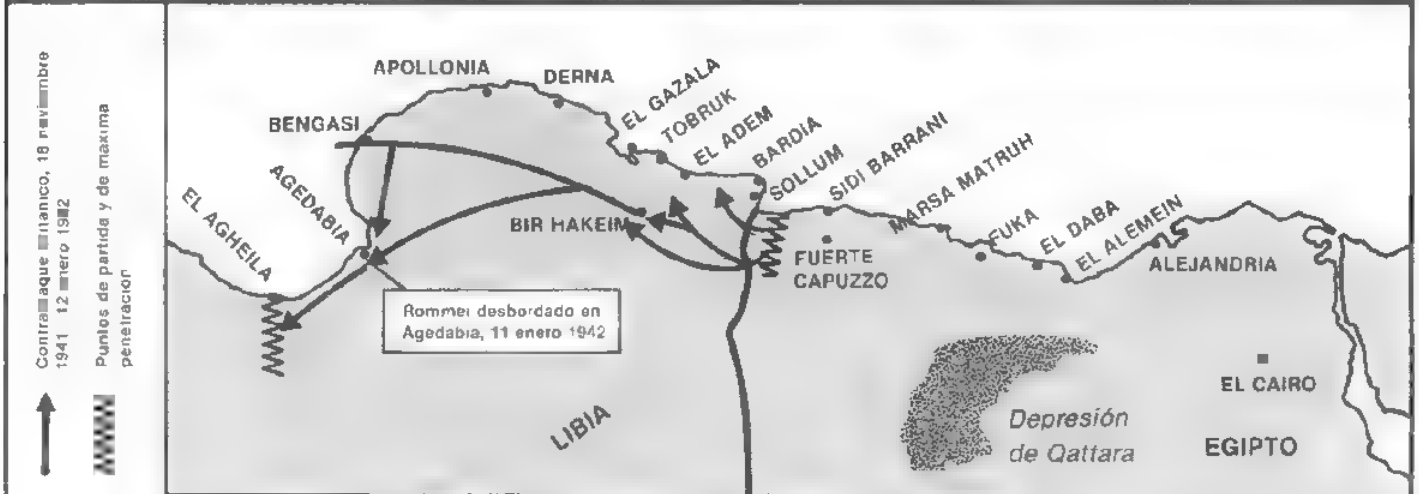 Contraataque británico, 18 noviembre
1941 12 enero 1942
Puntos de partida y de maxima
penetración
APOLLONIA
DERNA
EL GAZALA
TOBRUK
EL ADEM
BARDIA
SOLLUM
SIDI BARRANI
MARSA MATRUH
FUKA
EL DABA
EL ALEMEIN
ALEJANDRIA
BENGASI
AGEDABIA
EL AGHEILA
BIR HAKEIM
FUERTE
CAPUZZO
Rommel desbordado en
Agedabia, 11 enero 1942
LIBIA
Depresión
de Qattara
EL CAIRO
EGIPTO